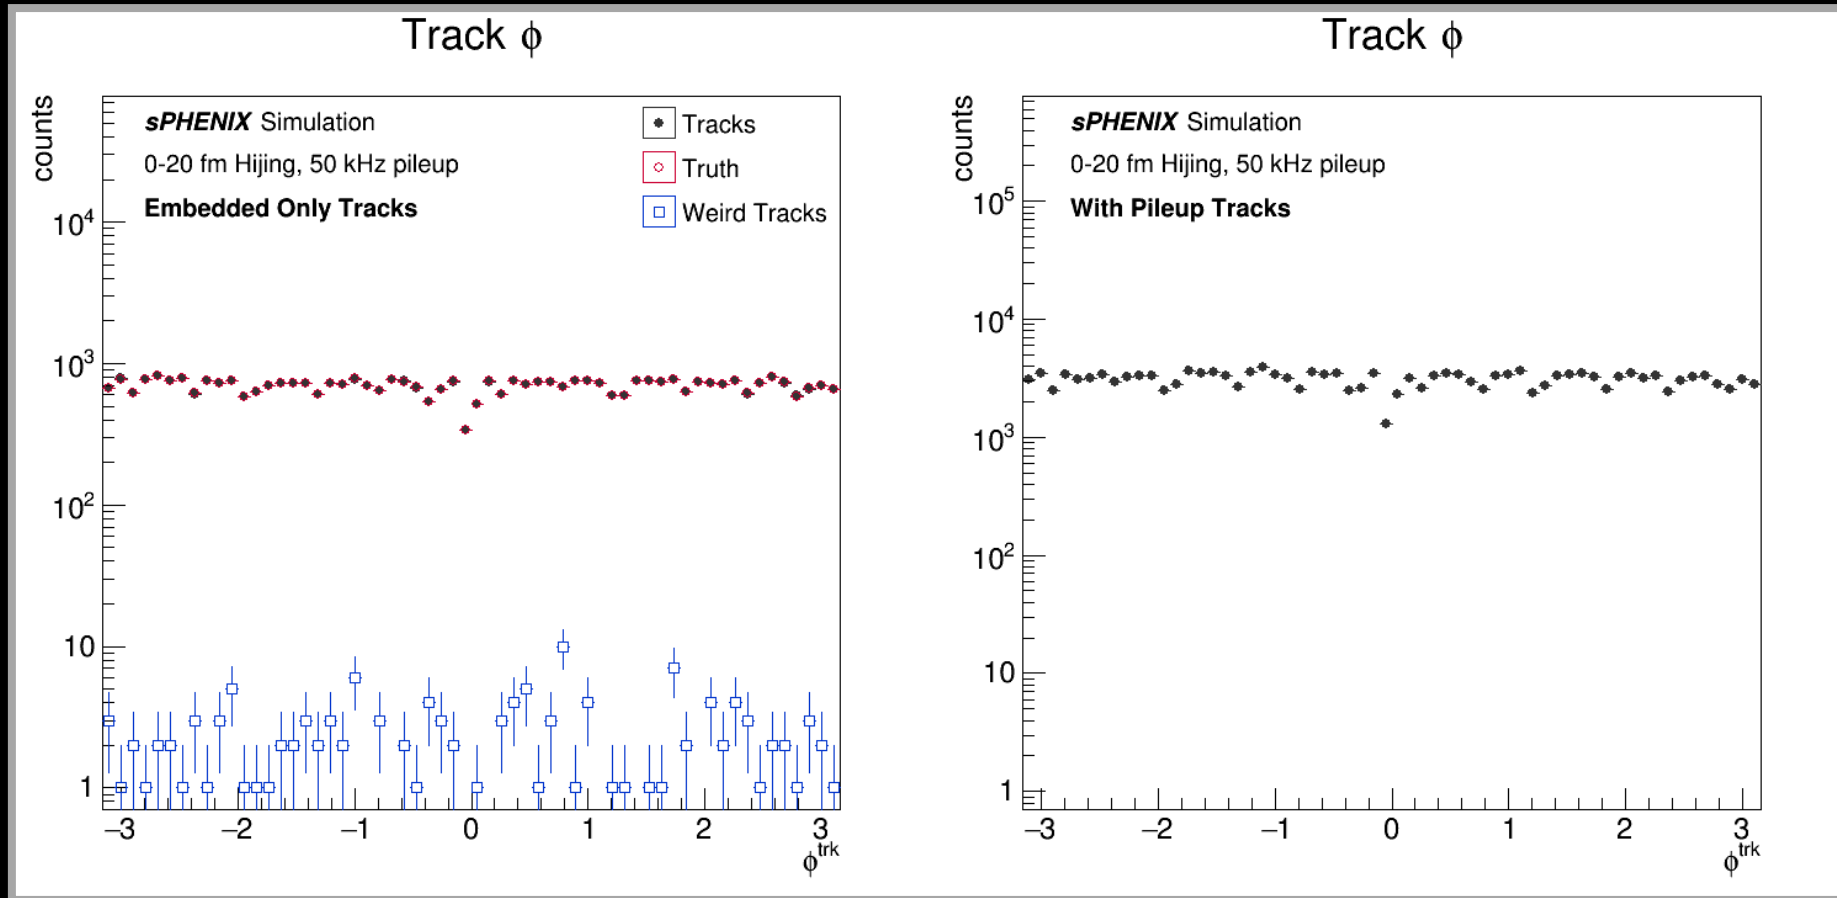 Track ϕ
counts
sPHENIX Simulation
0-20 fm Hijing, 50 kHz pileup
Embedded Only Tracks
Tracks
Truth
Weird Tracks
10⁴
10³
10²
10
1
−3 −2 −1 0 1 2 3
ϕ^trk
Track ϕ
counts
sPHENIX Simulation
0-20 fm Hijing, 50 kHz pileup
With Pileup Tracks
10⁵
10⁴
10³
10²
10
1
−3 −2 −1 0 1 2 3
ϕ^trk